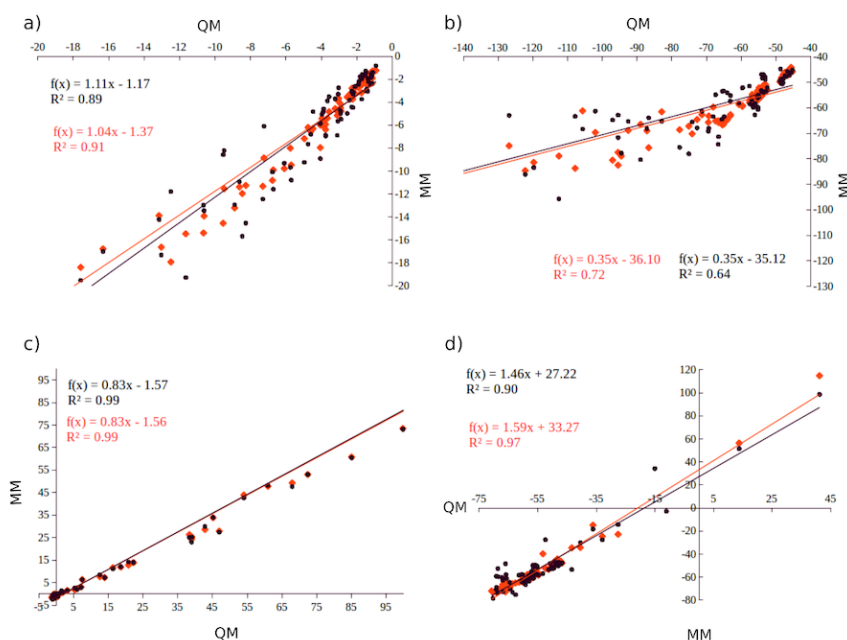 a)
QM
-20 -18 -16 -14 -12 -10 -8 -6 -4 -2 0
0
-2
-4
-6
-8
-10
-12
-14
-16
-18
-20
MM
f(x) = 1.11x - 1.17
R² = 0.89
f(x) = 1.04x - 1.37
R² = 0.91
b)
QM
-140 -130 -120 -110 -100 -90 -80 -70 -60 -50 -40
-40
-50
-60
-70
-80
-90
-100
-110
-120
-130
MM
f(x) = 0.35x - 36.10
R² = 0.72
f(x) = 0.35x - 35.12
R² = 0.64
c)
MM
95
85
75
65
55
45
35
25
15
5
-5
-5 5 15 25 35 45 55 65 75 85 95
QM
f(x) = 0.83x - 1.57
R² = 0.99
f(x) = 0.83x - 1.56
R² = 0.99
d)
f(x) = 1.46x + 27.22
R² = 0.90
f(x) = 1.59x + 33.27
R² = 0.97
120
100
80
60
40
20
0
-20
-40
-60
-80
QM
-75 -55 -35 -15 5 25 45
MM